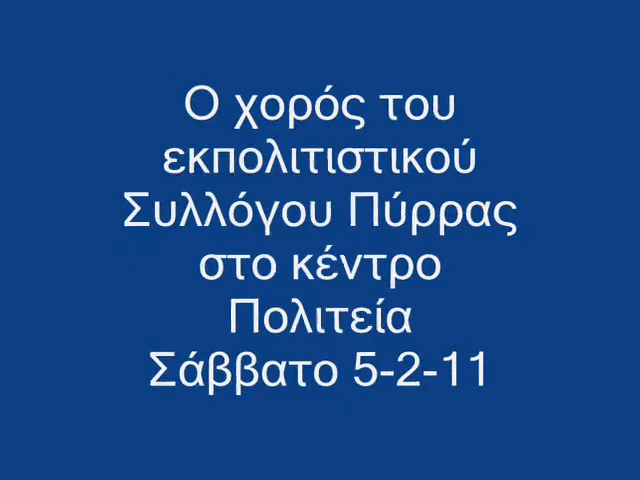 Ο χορός του
εκπολιτιστικού
Συλλόγου Πύρρας
στο κέντρο
Πολιτεία
Σάββατο 5-2-11